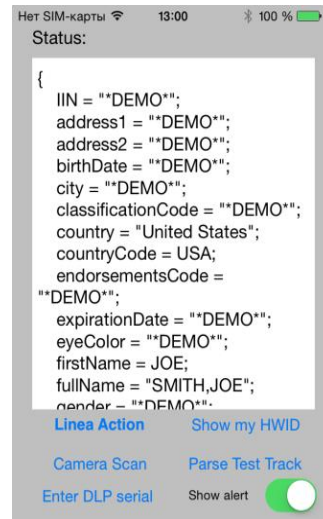 Нет SIM-карты 13:00 100 %
Status:
{
IIN = "*DEMO*";
address1 = "*DEMO*";
address2 = "*DEMO*";
birthDate = "*DEMO*";
city = "*DEMO*";
classificationCode = "*DEMO*";
country = "United States";
countryCode = USA;
endorsementsCode =
"*DEMO*";
expirationDate = "*DEMO*";
eyeColor = "*DEMO*";
firstName = JOE;
fullName = "SMITH,JOE";
gender = "*DEMO*";
Linea Action Show my HWID
Camera Scan Parse Test Track
Enter DLP serial Show alert